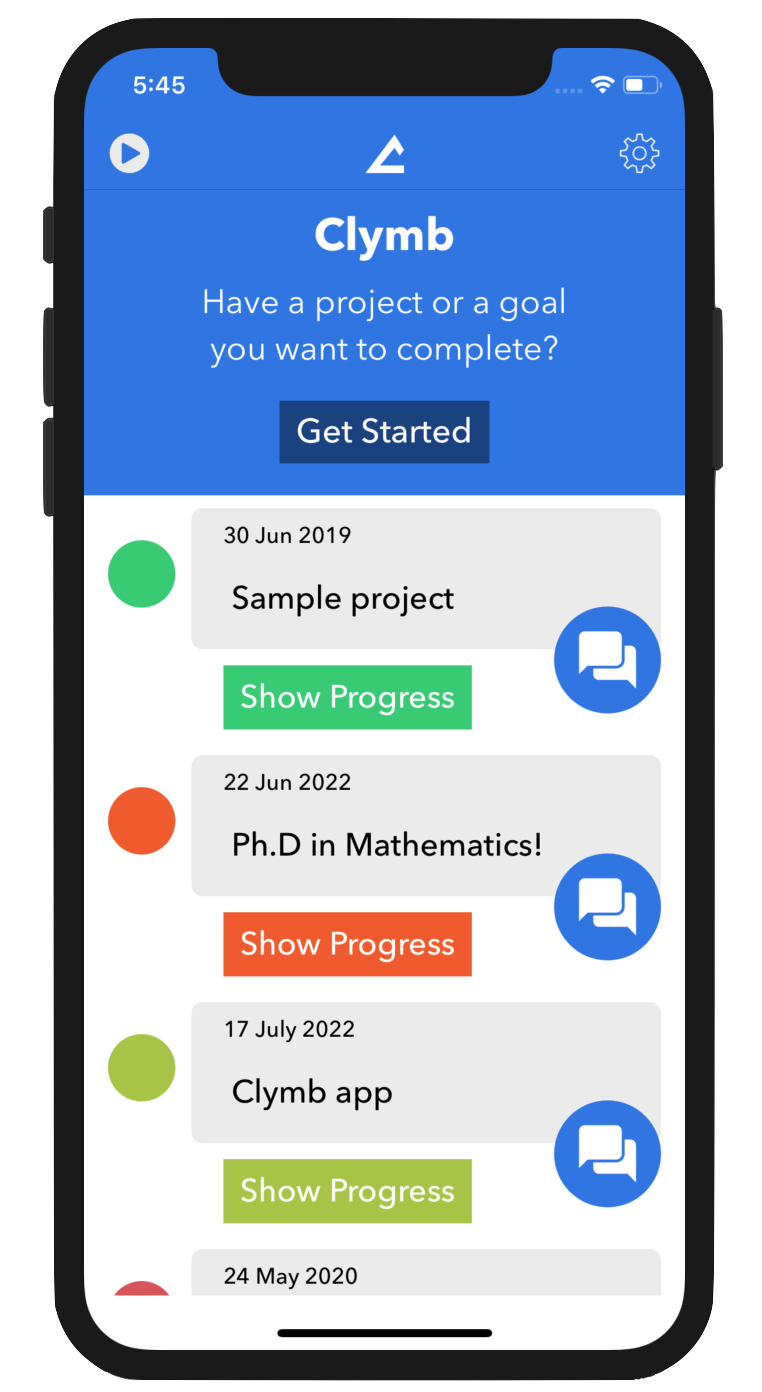 5:45
Clymb
Have a project or a goal
you want to complete?
Get Started
30 Jun 2019
Sample project
Show Progress
22 Jun 2022
Ph.D in Mathematics!
Show Progress
17 July 2022
Clymb app
Show Progress
24 May 2020